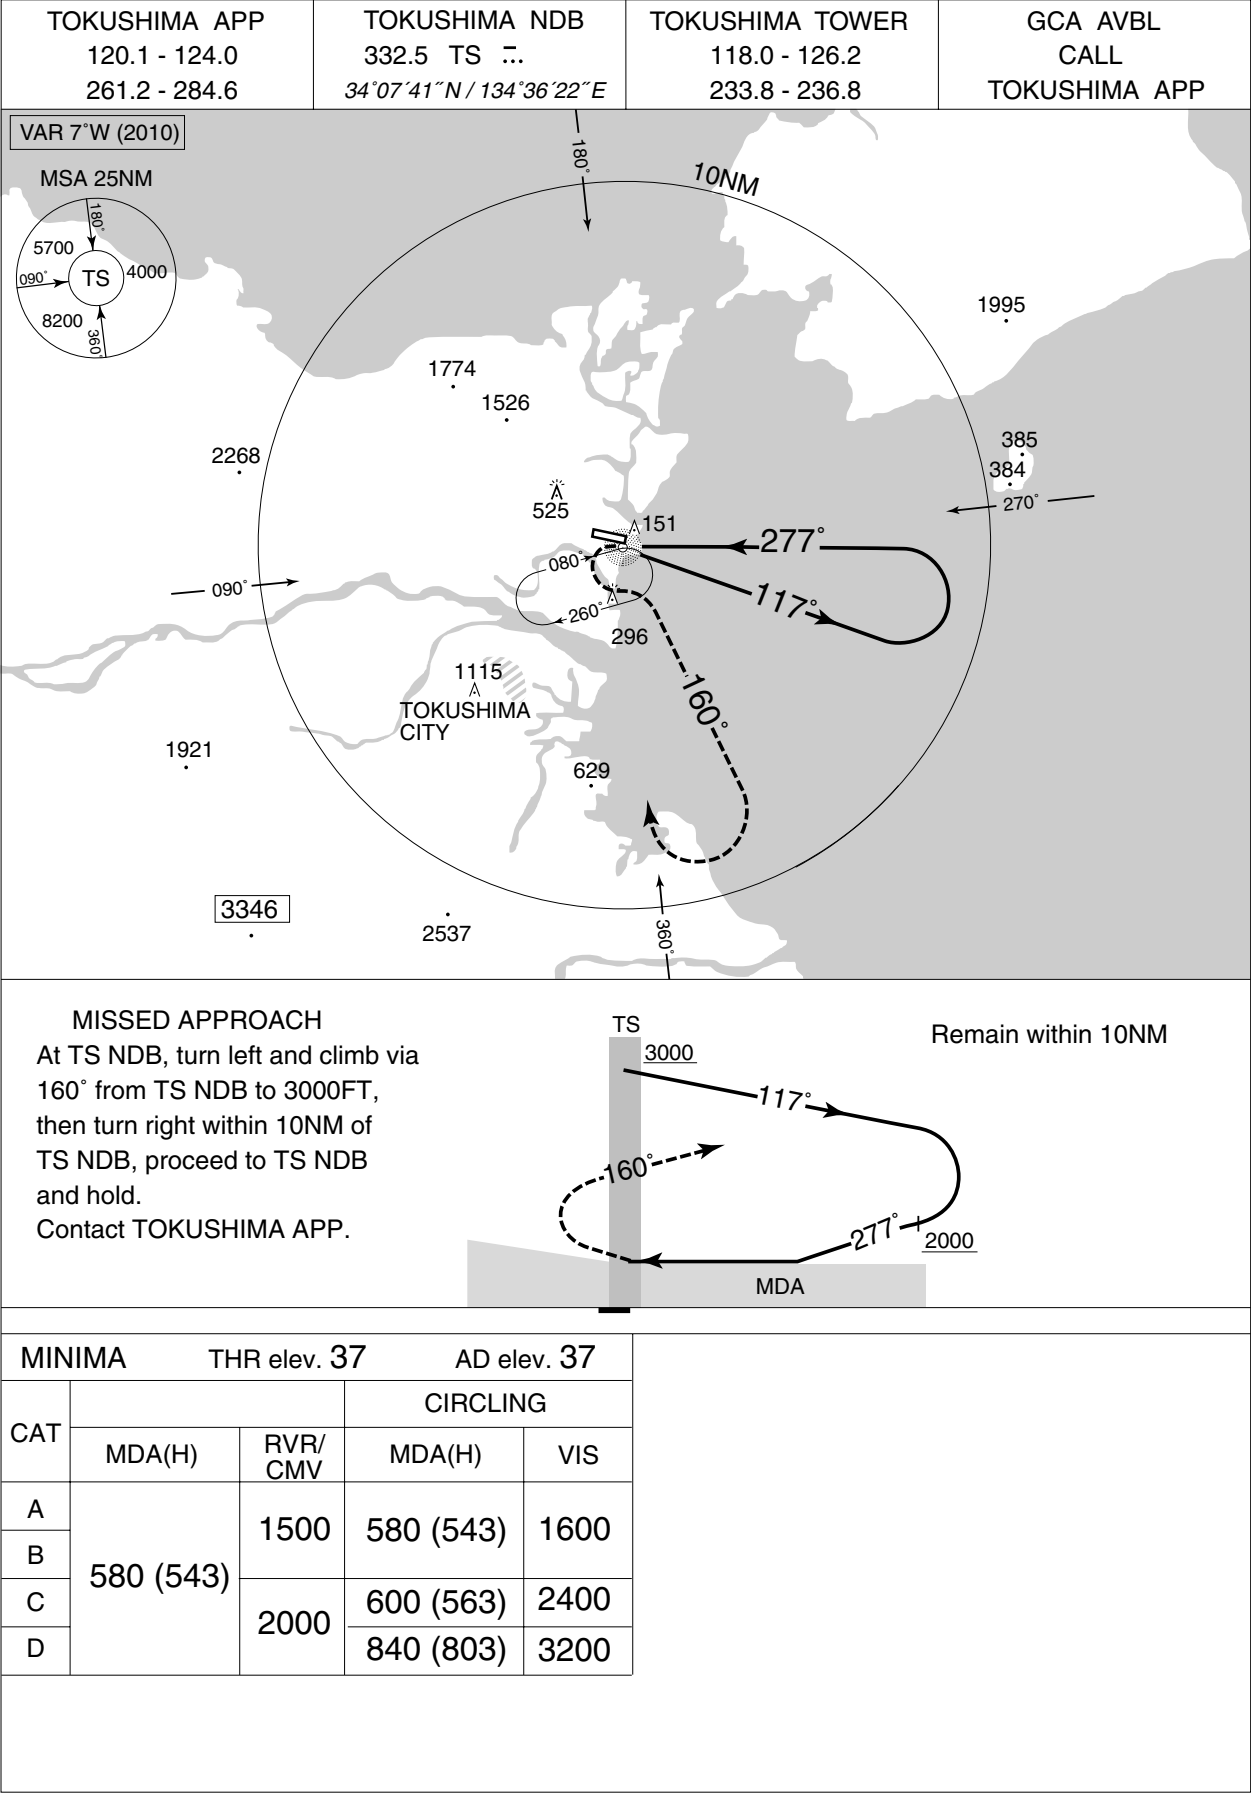 TOKUSHIMA APP
120.1 - 124.0
261.2 - 284.6
TOKUSHIMA NDB
332.5 TS
34˚07´41˝N / 134˚36´22˝E
TOKUSHIMA TOWER
118.0 - 126.2
233.8 - 236.8
GCA AVBL
CALL
TOKUSHIMA APP
VAR 7˚W (2010)
MSA 25NM
180˚
5700
4000
TS
090˚
8200
360˚
180˚
10NM
1995
1774
1526
2268
385
384
270˚
525
151
277˚
080˚
090˚
117˚
260˚
296
1115
TOKUSHIMA
CITY
160˚
1921
629
3346
2537
360˚
MISSED APPROACH
At TS NDB, turn left and climb via
160˚ from TS NDB to 3000FT,
then turn right within 10NM of
TS NDB, proceed to TS NDB
and hold.
Contact TOKUSHIMA APP.
TS
3000
Remain within 10NM
117˚
160˚
277˚
2000
MDA
MINIMA THR elev. 37 AD elev. 37
CIRCLING
CAT
MDA(H)
RVR/
CMV
MDA(H)
VIS
A
B
C
D
580 (543)
1500
2000
580 (543) 1600
600 (563) 2400
840 (803) 3200